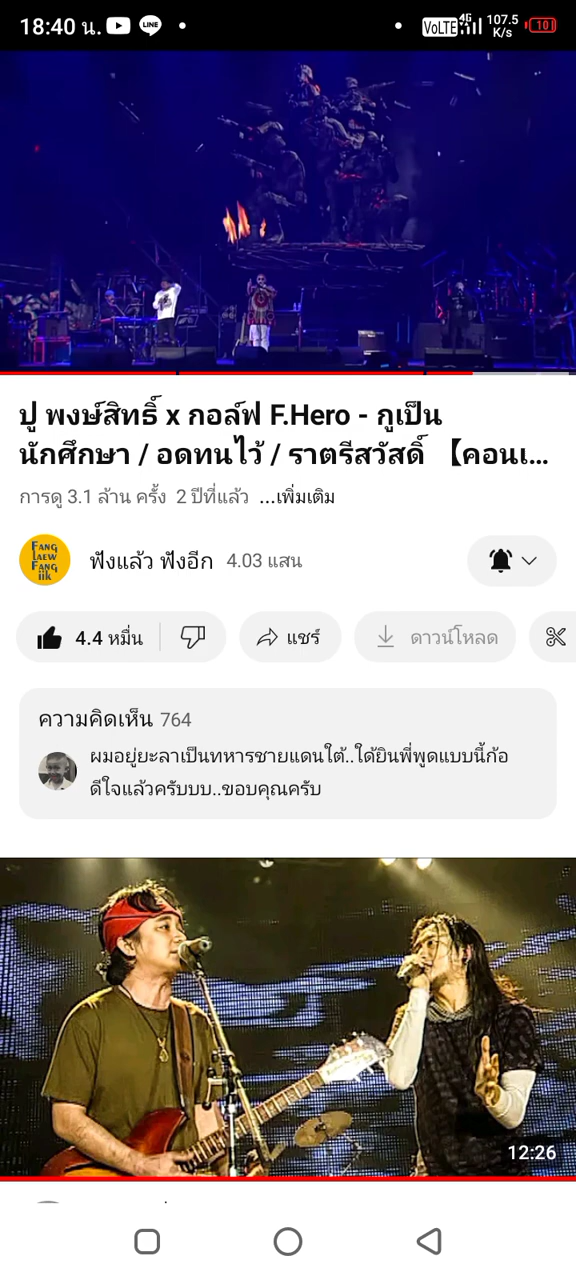 18:40 น.
LINE
VoLTE 4G 107.5 K/s 10
ปู พงษ์สิทธิ์ x กอล์ฟ F.Hero - กูเป็น
นักศึกษา / อดทนไว้ / ราตรีสวัสดิ์ 【คอนเ...
การดู 3.1 ล้าน ครั้ง 2 ปีที่แล้ว ...เพิ่มเติม
FANG
LAEW
FANG
iik
ฟังแล้ว ฟังอีก 4.03 แสน
4.4 หมื่น แชร์ ดาวน์โหลด
ความคิดเห็น 764
ผมอยู่ยะลาเป็นทหารชายแดนใต้..ใด้ยินพี่พูดแบบนี้ก้อ
ดีใจแล้วครับบบ..ขอบคุณครับ
12:26